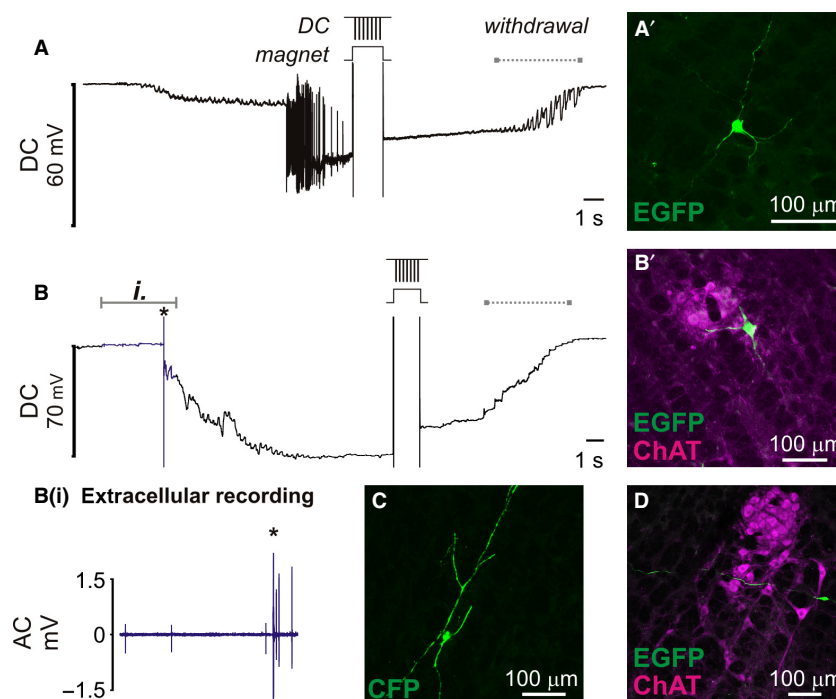 A
DC
magnet
withdrawal
DC
60 mV
1 s
A′
EGFP
100 μm
B
i.
*
DC
70 mV
1 s
B′
EGFP
ChAT
100 μm
B(i) Extracellular recording
*
1.5
0
−1.5
AC
mV
C
CFP
100 μm
D
EGFP
ChAT
100 μm